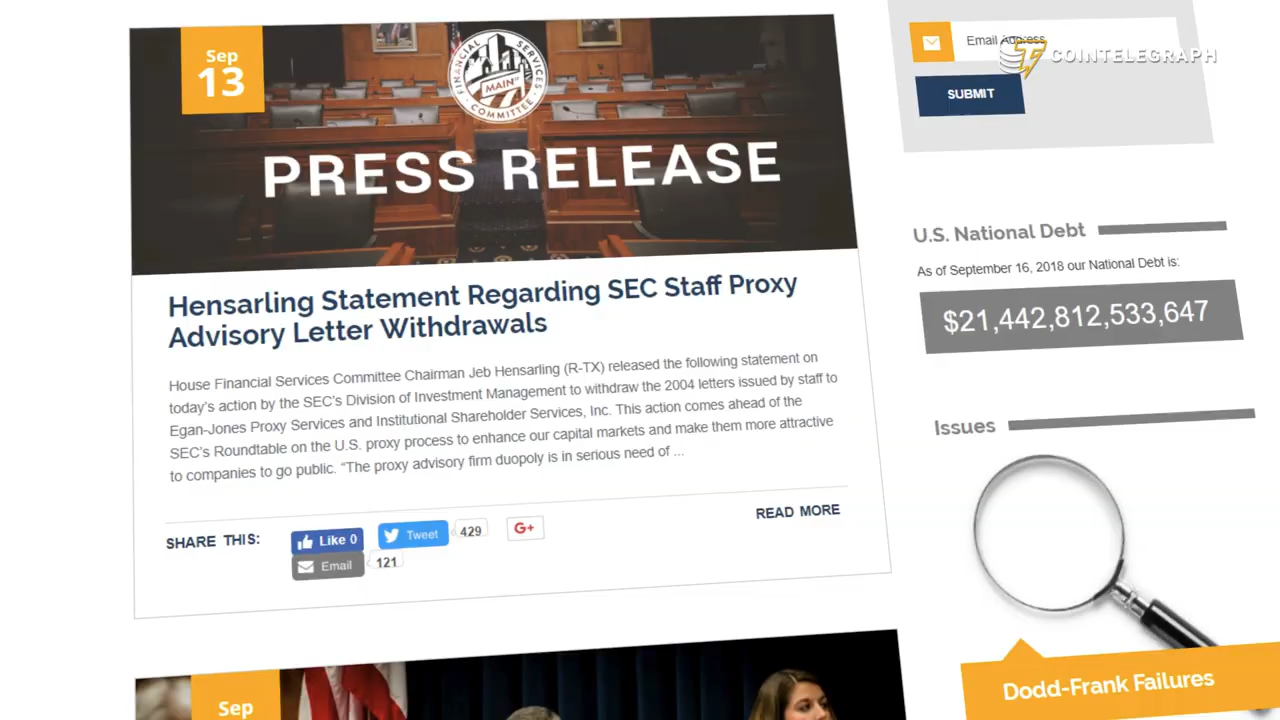 Sep
13
FINANCIAL SERVICES
MAIN ST
COMMITTEE
PRESS RELEASE
Hensarling Statement Regarding SEC Staff Proxy
Advisory Letter Withdrawals
House Financial Services Committee Chairman Jeb Hensarling (R-TX) released the following statement on
today's action by the SEC's Division of Investment Management to withdraw the 2004 letters issued by staff to
Egan-Jones Proxy Services and Institutional Shareholder Services, Inc. This action comes ahead of the
SEC's Roundtable on the U.S. proxy process to enhance our capital markets and make them more attractive
to companies to go public. “The proxy advisory firm duopoly is in serious need of ...
SHARE THIS:
Like 0
Tweet
429
G+
Email
121
READ MORE
Sep
Email Address
COINTELEGRAPH
SUBMIT
U.S. National Debt
As of September 16, 2018 our National Debt is:
$21,442,812,533,647
Issues
Dodd-Frank Failures